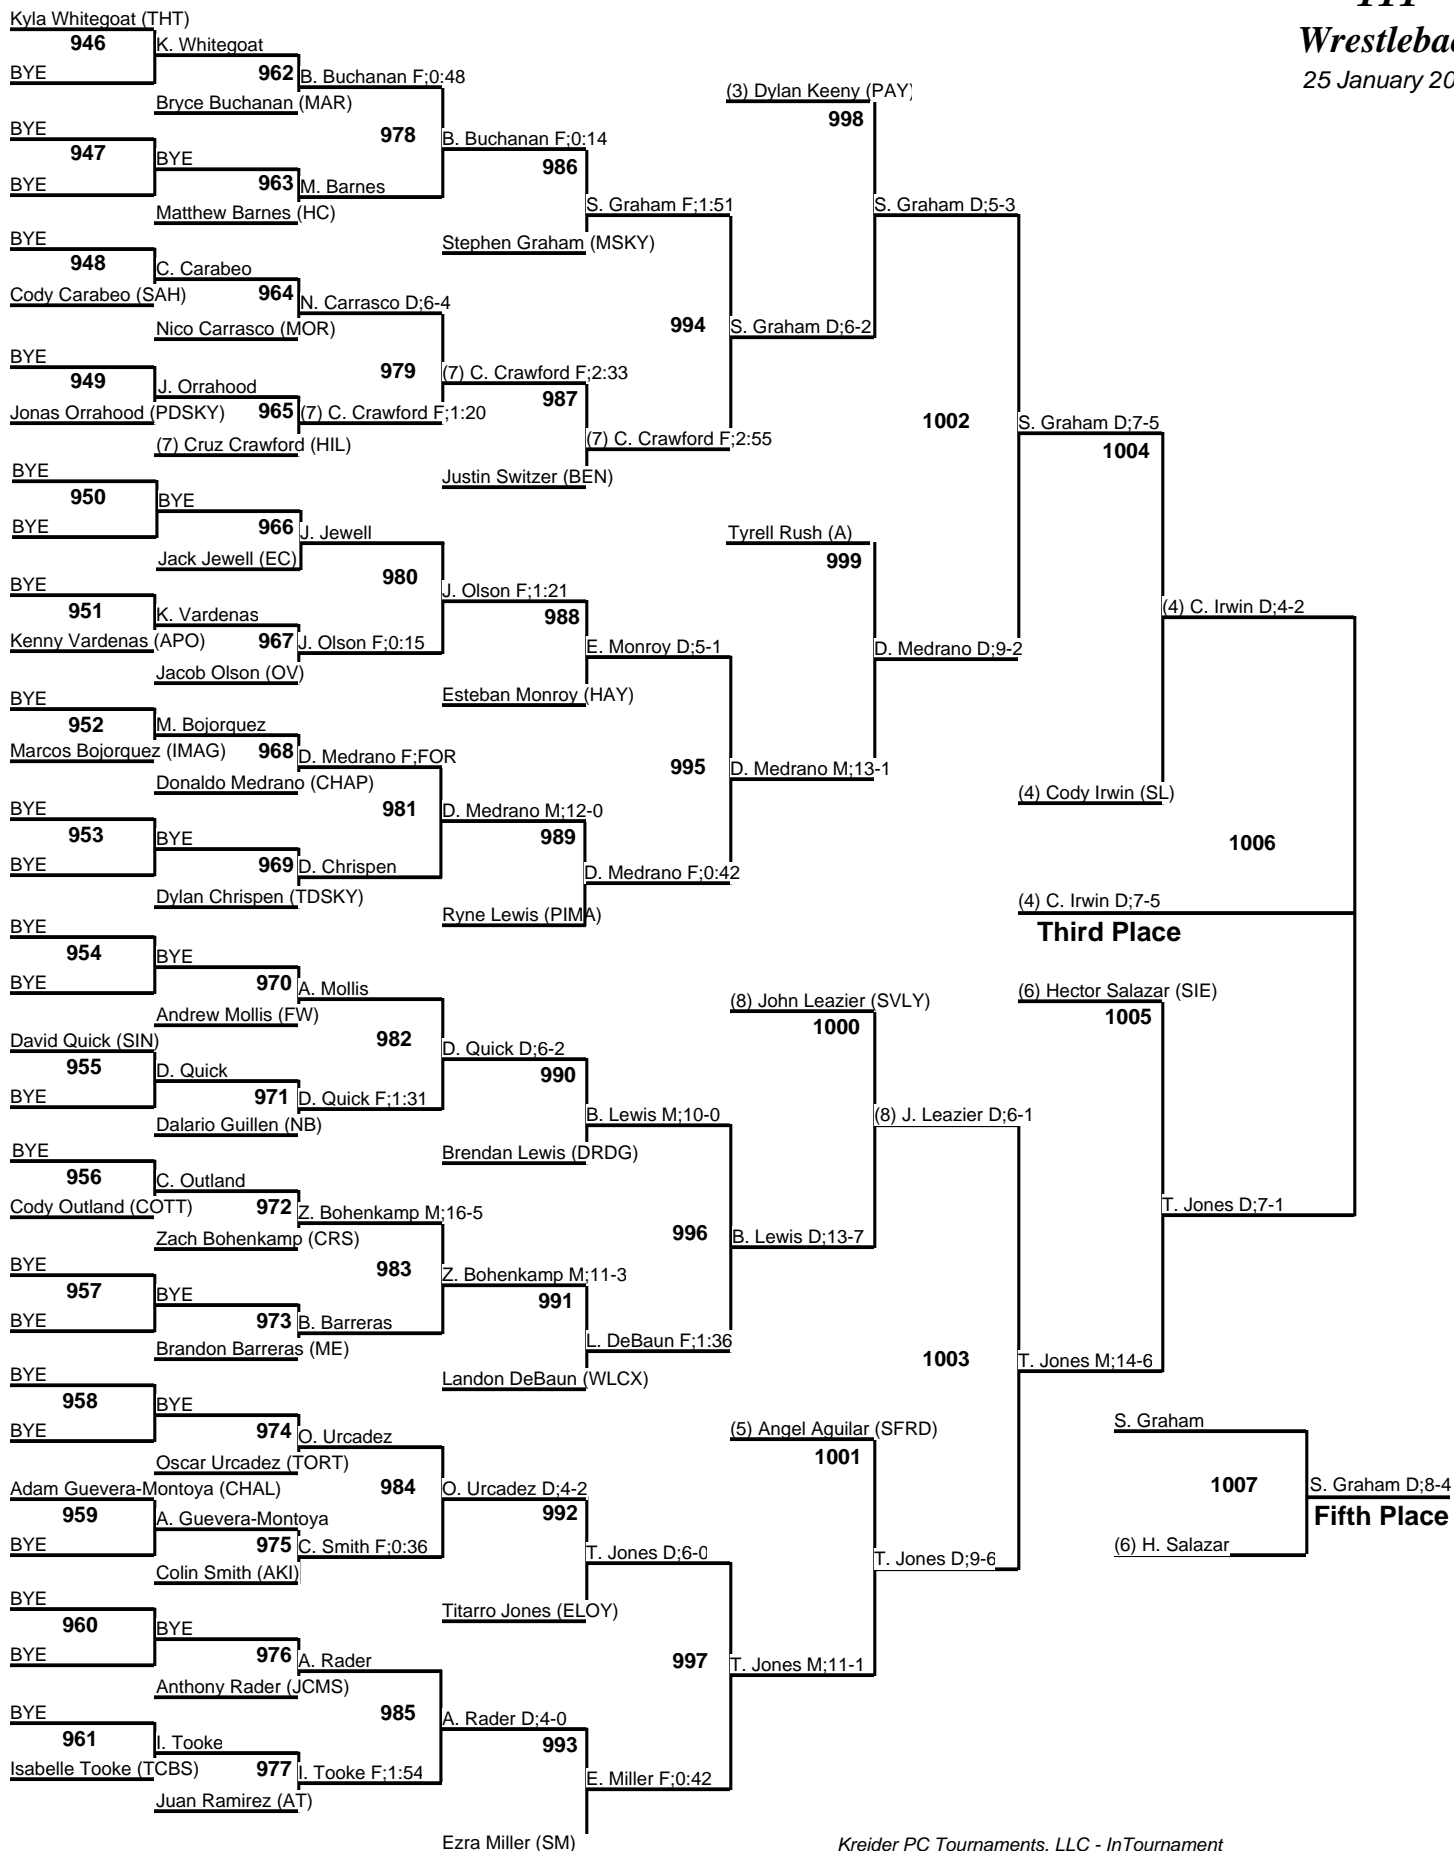 111
Wrestleba
25 January 20
Kyla Whitegoat (THT)
946
BYE
K. Whitegoat
962
Bryce Buchanan (MAR)
B. Buchanan F;0:48
BYE
947
BYE
BYE
963
Matthew Barnes (HC)
M. Barnes
978
B. Buchanan F;0:14
986
Stephen Graham (MSKY)
S. Graham F;1:51
BYE
948
Cody Carabeo (SAH)
C. Carabeo
964
Nico Carrasco (MOR)
N. Carrasco D;6-4
BYE
949
Jonas Orrahood (PDSKY)
J. Orrahood
965
(7) Cruz Crawford (HIL)
(7) C. Crawford F;1:20
979
(7) C. Crawford F;2:33
987
Justin Switzer (BEN)
(7) C. Crawford F;2:55
994
S. Graham D;6-2
(3) Dylan Keeny (PAY)
998
S. Graham D;5-3
BYE
950
BYE
BYE
966
Jack Jewell (EC)
J. Jewell
BYE
951
Kenny Vardenas (APO)
K. Vardenas
967
Jacob Olson (OV)
J. Olson F;0:15
980
J. Olson F;1:21
988
Esteban Monroy (HAY)
E. Monroy D;5-1
BYE
952
Marcos Bojorquez (IMAG)
M. Bojorquez
968
Donaldo Medrano (CHAP)
D. Medrano F;FOR
BYE
953
BYE
BYE
969
Dylan Chrispen (TDSKY)
D. Chrispen
981
D. Medrano M;12-0
989
Ryne Lewis (PIMA)
D. Medrano F;0:42
995
D. Medrano M;13-1
Tyrell Rush (A)
999
D. Medrano D;9-2
1002
S. Graham D;7-5
1004
(4) Cody Irwin (SL)
(4) C. Irwin D;4-2
1006
(4) C. Irwin D;7-5
Third Place
BYE
954
BYE
BYE
970
Andrew Mollis (FW)
A. Mollis
David Quick (SIN)
955
BYE
D. Quick
971
Dalario Guillen (NB)
D. Quick F;1:31
982
D. Quick D;6-2
990
Brendan Lewis (DRDG)
B. Lewis M;10-0
BYE
956
Cody Outland (COTT)
C. Outland
972
Zach Bohenkamp (CRS)
Z. Bohenkamp M;16-5
BYE
957
BYE
BYE
973
Brandon Barreras (ME)
B. Barreras
983
Z. Bohenkamp M;11-3
991
Landon DeBaun (WLCX)
L. DeBaun F;1:36
996
B. Lewis D;13-7
(8) John Leazier (SVLY)
1000
(8) J. Leazier D;6-1
BYE
958
BYE
BYE
974
Oscar Urcadez (TORT)
O. Urcadez
Adam Guevera-Montoya (CHAL)
959
BYE
A. Guevera-Montoya
975
Colin Smith (AKI)
C. Smith F;0:36
984
O. Urcadez D;4-2
992
Titarro Jones (ELOY)
T. Jones D;6-0
BYE
960
BYE
BYE
976
Anthony Rader (JCMS)
A. Rader
BYE
961
Isabelle Tooke (TCBS)
I. Tooke
977
Juan Ramirez (AT)
I. Tooke F;1:54
985
A. Rader D;4-0
993
Ezra Miller (SM)
E. Miller F;0:42
997
T. Jones M;11-1
(5) Angel Aguilar (SFRD)
1001
T. Jones D;9-6
1003
T. Jones M;14-6
(6) Hector Salazar (SIE)
1005
T. Jones D;7-1
S. Graham
1007
(6) H. Salazar
S. Graham D;8-4
Fifth Place
Kreider PC Tournaments, LLC - InTournament